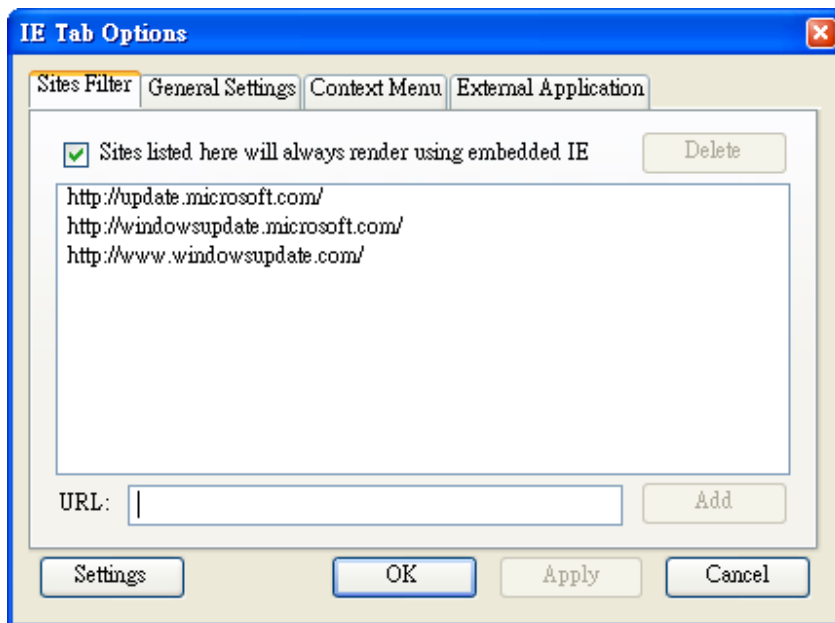 IE Tab Options
Sites Filter General Settings Context Menu External Application
Sites listed here will always render using embedded IE Delete
http://update.microsoft.com/
http://windowsupdate.microsoft.com/
http://www.windowsupdate.com/
URL: Add
Settings OK Apply Cancel